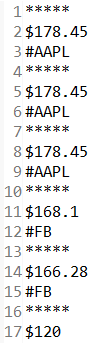 1 *****
2 $178.45
3 #AAPL
4 *****
5 $178.45
6 #AAPL
7 *****
8 $178.45
9 #AAPL
10 *****
11 $168.1
12 #FB
13 *****
14 $166.28
15 #FB
16 *****
17 $120